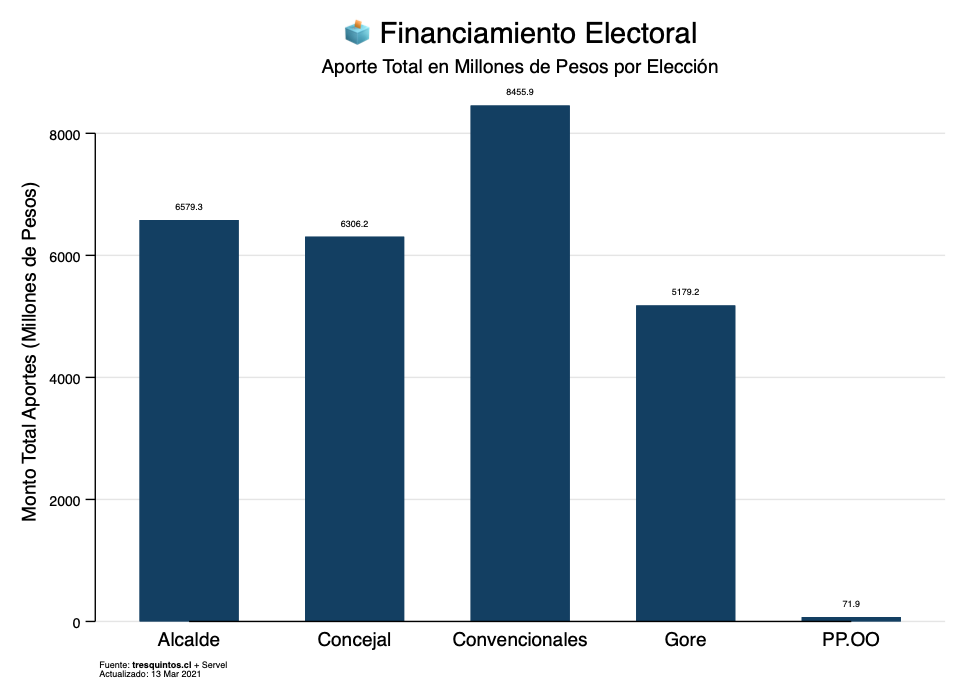 Financiamiento Electoral
Aporte Total en Millones de Pesos por Elección
Monto Total Aportes (Millones de Pesos)
8000
6000
4000
2000
0
6579.3
6306.2
8455.9
5179.2
71.9
Alcalde
Concejal
Convencionales
Gore
PP.OO
Fuente: tresquintos.cl + Servel
Actualizado: 13 Mar 2021